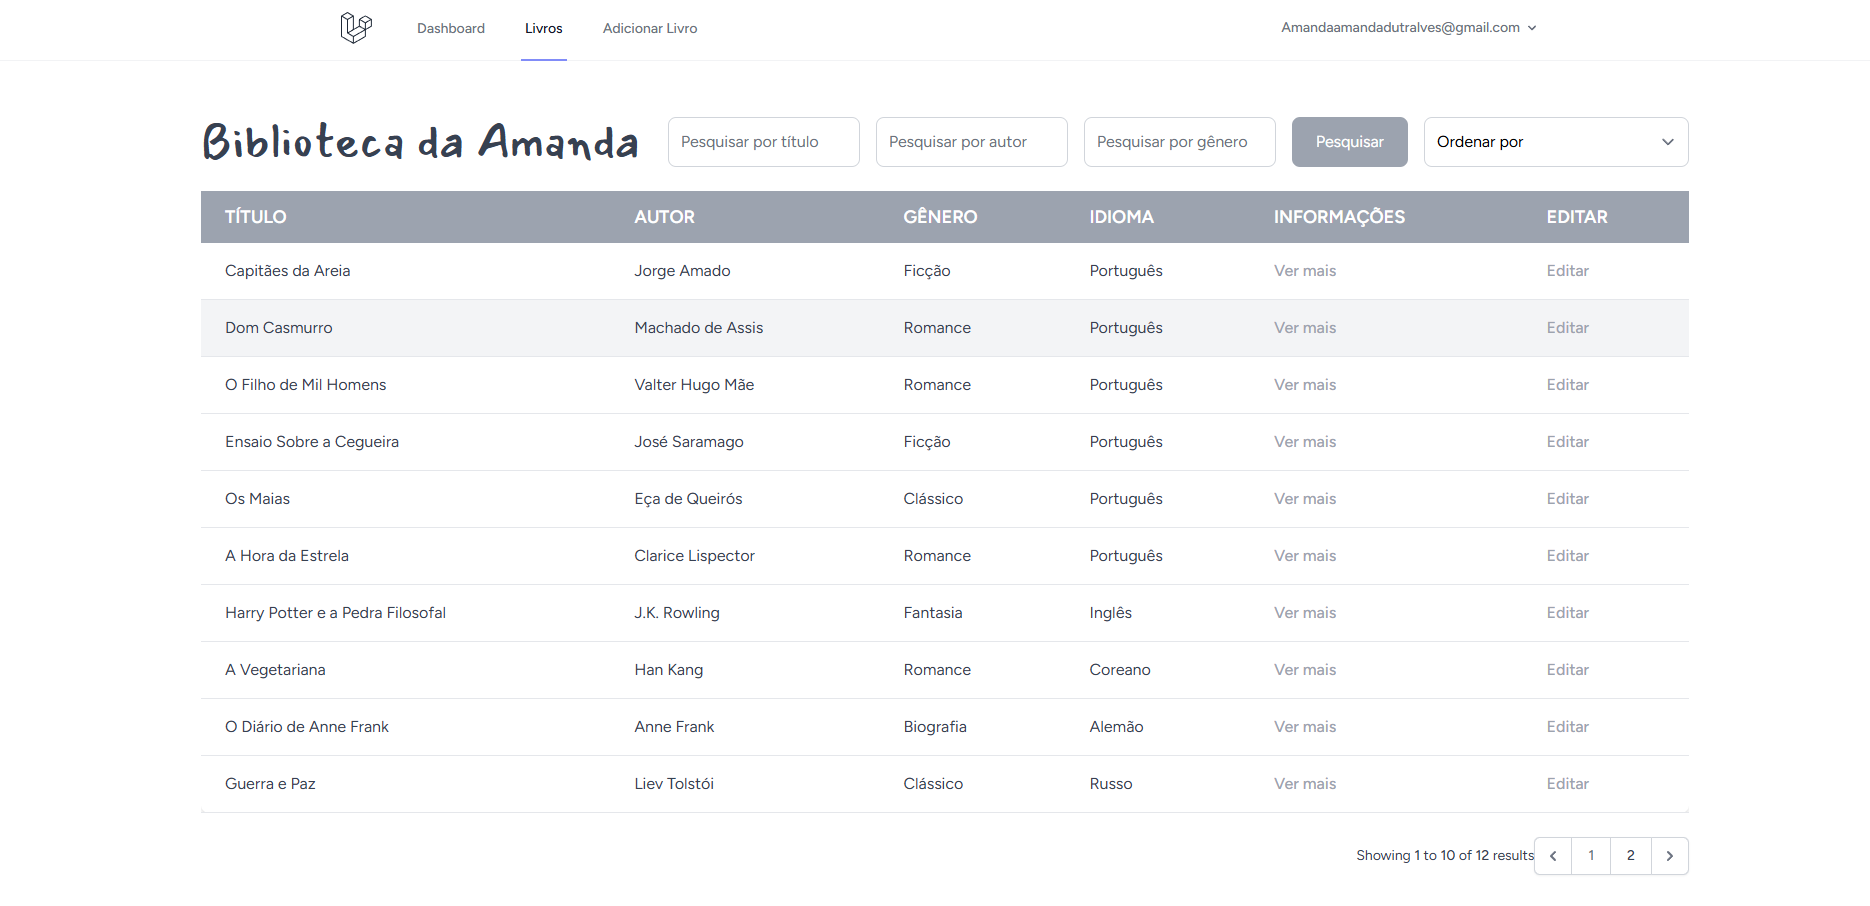 Dashboard Livros Adicionar Livro Amandaamandadutralves@gmail.com
Biblioteca da Amanda Pesquisar por título Pesquisar por autor Pesquisar por gênero Pesquisar Ordenar por
TÍTULO AUTOR GÊNERO IDIOMA INFORMAÇÕES EDITAR
Capitães da Areia Jorge Amado Ficção Português Ver mais Editar
Dom Casmurro Machado de Assis Romance Português Ver mais Editar
O Filho de Mil Homens Valter Hugo Mãe Romance Português Ver mais Editar
Ensaio Sobre a Cegueira José Saramago Ficção Português Ver mais Editar
Os Maias Eça de Queirós Clássico Português Ver mais Editar
A Hora da Estrela Clarice Lispector Romance Português Ver mais Editar
Harry Potter e a Pedra Filosofal J.K. Rowling Fantasia Inglês Ver mais Editar
A Vegetariana Han Kang Romance Coreano Ver mais Editar
O Diário de Anne Frank Anne Frank Biografia Alemão Ver mais Editar
Guerra e Paz Liev Tolstói Clássico Russo Ver mais Editar
Showing 1 to 10 of 12 results 1 2